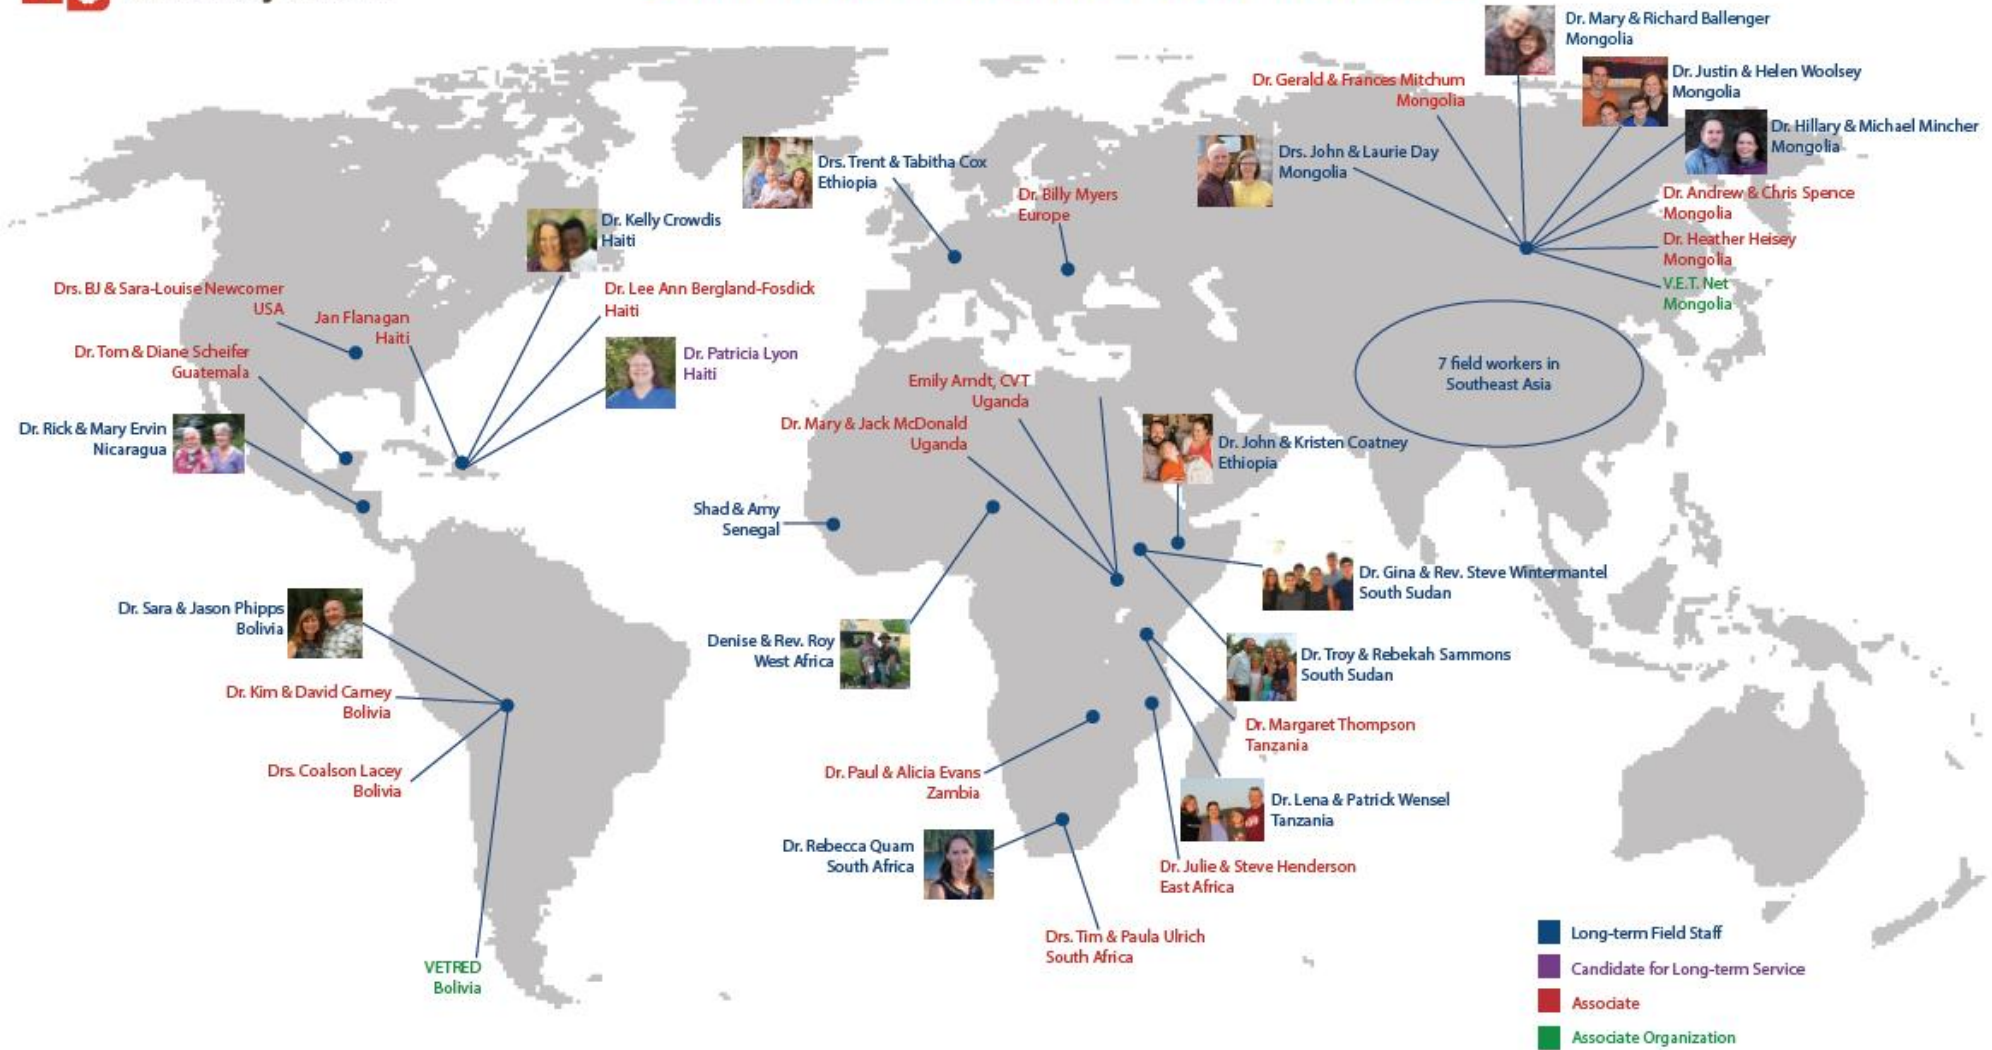 Dr. Mary & Richard Ballenger
Mongolia
Dr. Gerald & Frances Mitchum
Mongolia
Dr. Justin & Helen Woolsey
Mongolia
Dr. Hillary & Michael Mincher
Mongolia
Drs. John & Laurie Day
Mongolia
Dr. Andrew & Chris Spence
Mongolia
Dr. Heather Heisey
Mongolia
V.E.T. Net
Mongolia
Drs. Trent & Tabitha Cox
Ethiopia
Dr. Billy Myers
Europe
Dr. Kelly Crowdis
Haiti
Dr. Lee Ann Bergland-Fosdick
Haiti
Dr. Patricia Lyon
Haiti
Drs. BJ & Sara-Louise Newcomer
USA
Jan Flanagan
Haiti
Dr. Tom & Diane Scheifer
Guatemala
Dr. Rick & Mary Ervin
Nicaragua
7 field workers in
Southeast Asia
Emily Arndt, CVT
Uganda
Dr. Mary & Jack McDonald
Uganda
Dr. John & Kristen Coatney
Ethiopia
Shad & Amy
Senegal
Dr. Gina & Rev. Steve Wintermantel
South Sudan
Dr. Sara & Jason Phipps
Bolivia
Denise & Rev. Roy
West Africa
Dr. Troy & Rebekah Sammons
South Sudan
Dr. Kim & David Carney
Bolivia
Dr. Margaret Thompson
Tanzania
Drs. Coalson Lacey
Bolivia
Dr. Paul & Alicia Evans
Zambia
Dr. Lena & Patrick Wensel
Tanzania
Dr. Rebecca Quam
South Africa
Dr. Julie & Steve Henderson
East Africa
Drs. Tim & Paula Ulrich
South Africa
VETRED
Bolivia
Long-term Field Staff
Candidate for Long-term Service
Associate
Associate Organization